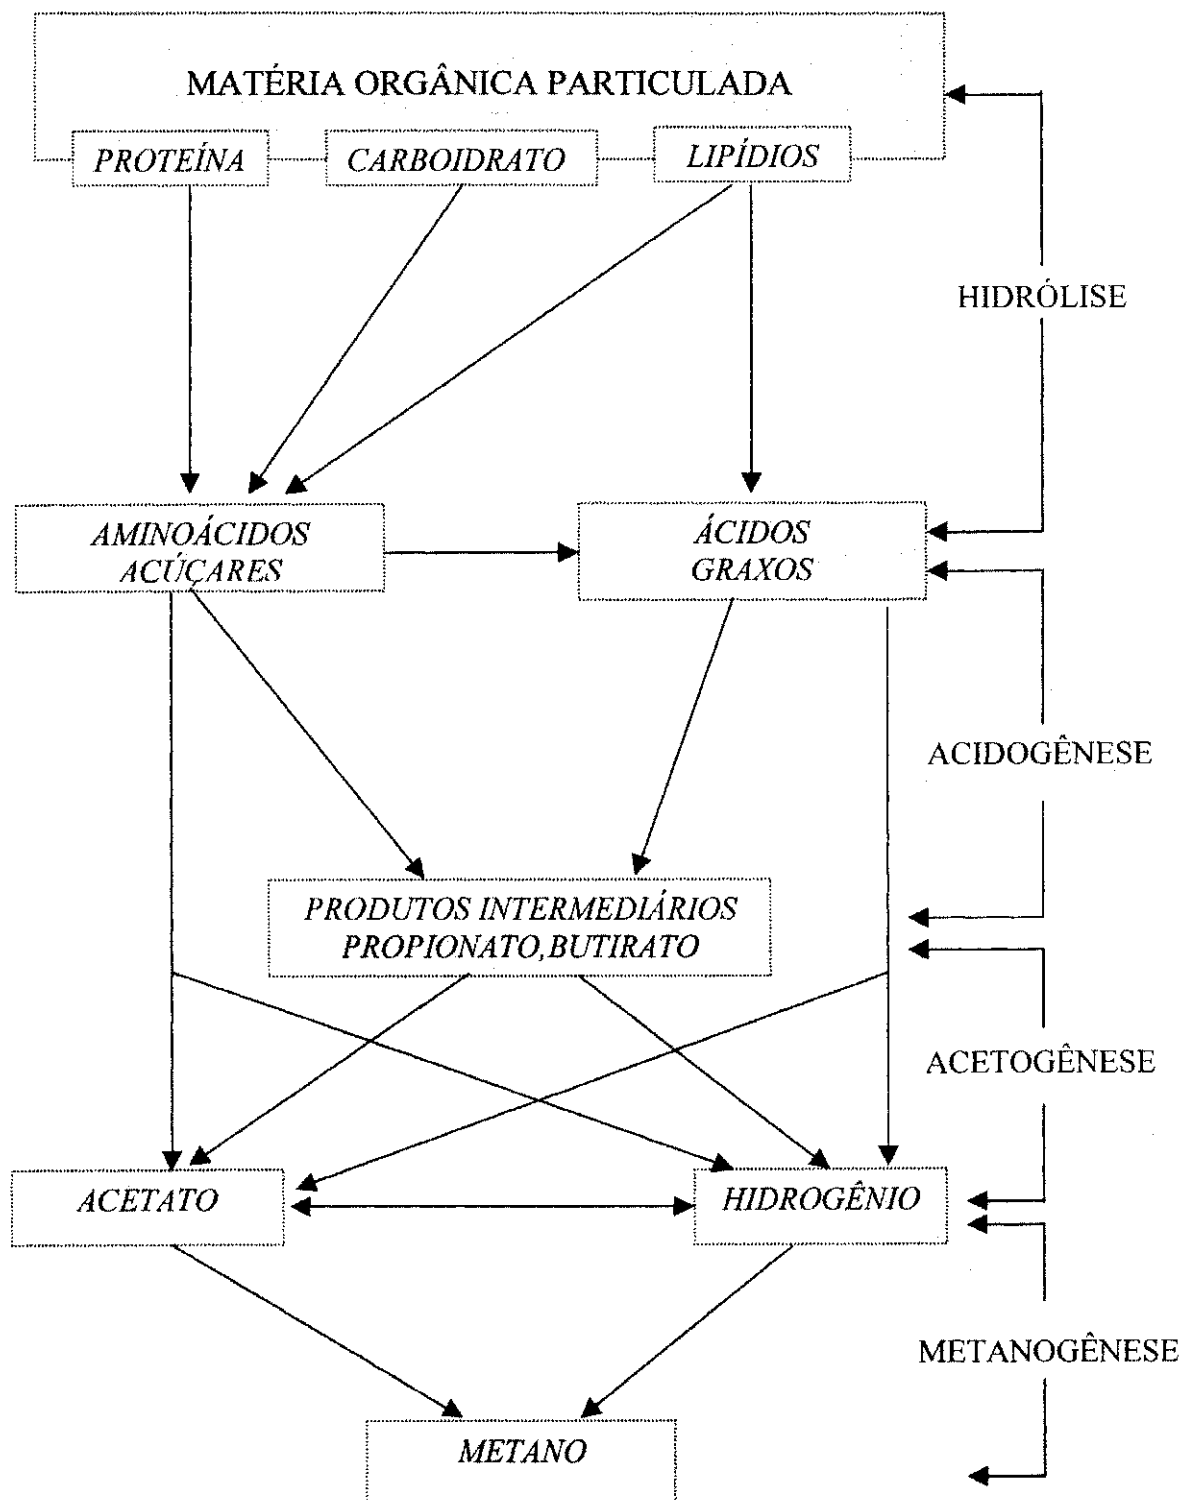 MATÉRIA ORGÂNICA PARTICULADA
PROTEÍNA
CARBOIDRATO
LIPÍDIOS
HIDRÓLISE
AMINOÁCIDOS
ACÚÇARES
ÁCIDOS
GRAXOS
ACIDOGÊNESE
PRODUTOS INTERMEDIÁRIOS
PROPIONATO,BUTIRATO
ACETOGÊNESE
ACETATO
HIDROGÊNIO
METANOGÊNESE
METANO